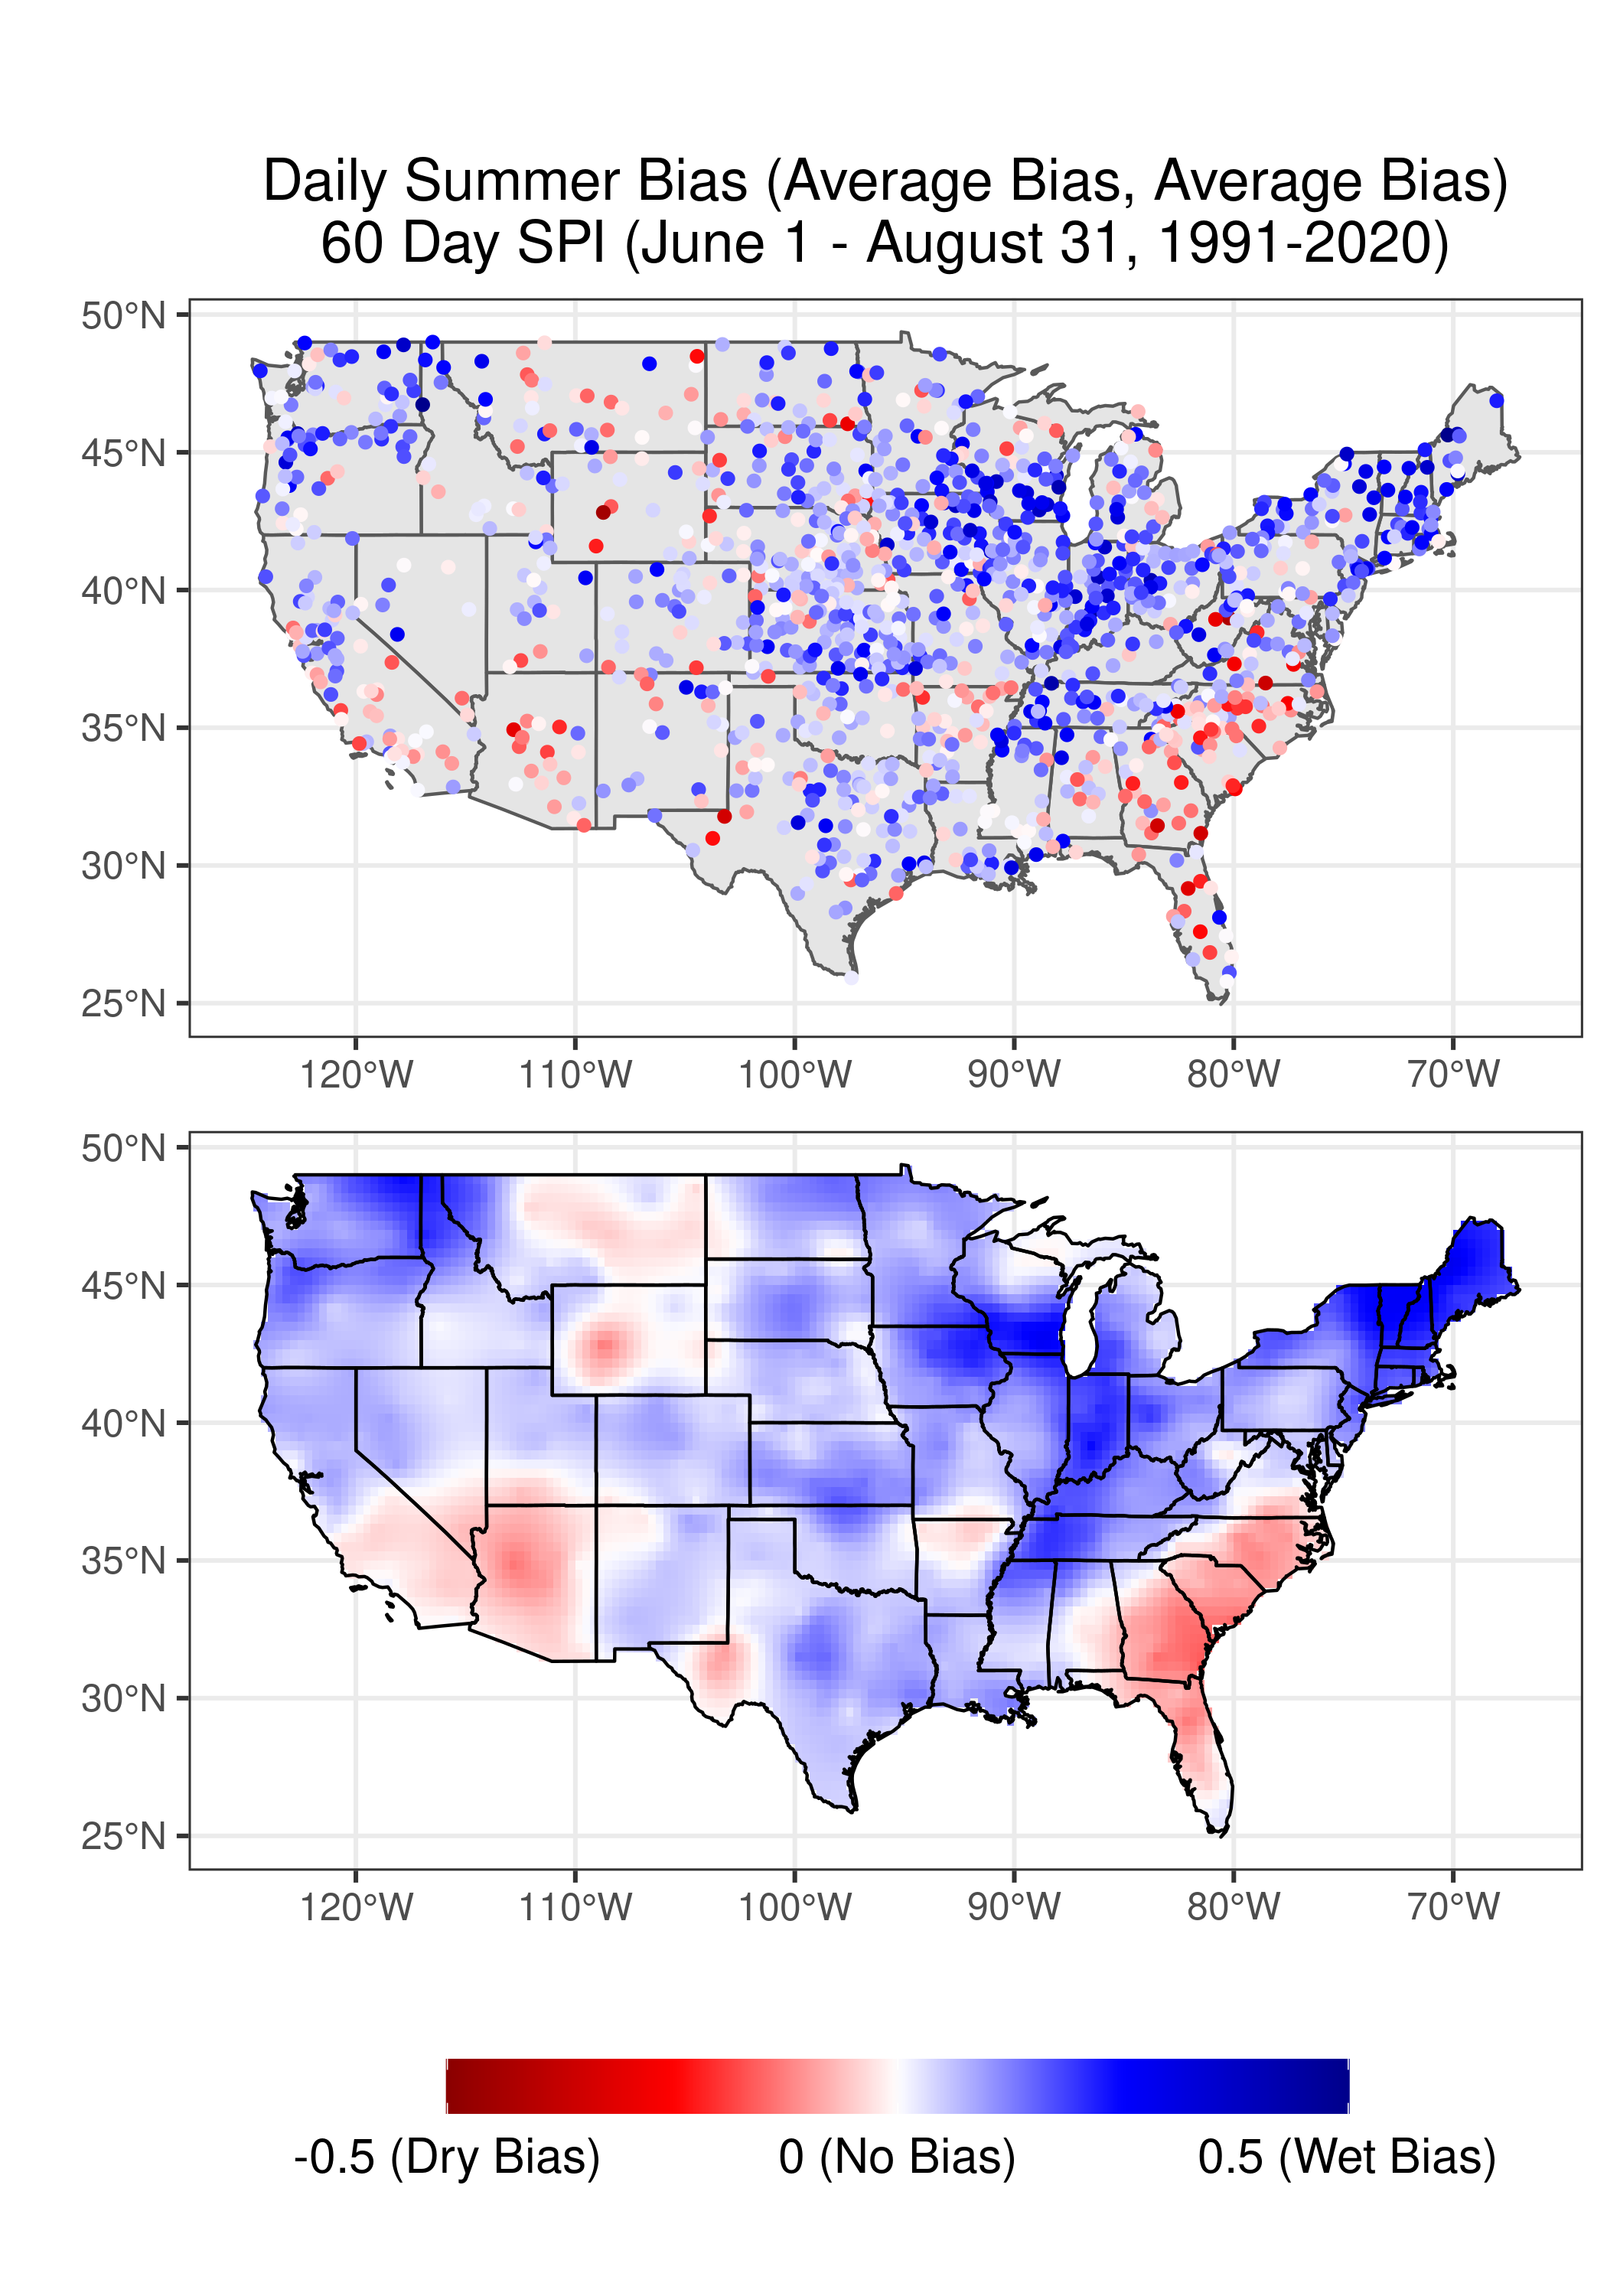 Daily Summer Bias (Average Bias, Average Bias)
60 Day SPI (June 1 - August 31, 1991-2020)
50°N
45°N
40°N
35°N
30°N
25°N
120°W 110°W 100°W 90°W 80°W 70°W
50°N
45°N
40°N
35°N
30°N
25°N
120°W 110°W 100°W 90°W 80°W 70°W
-0.5 (Dry Bias) 0 (No Bias) 0.5 (Wet Bias)